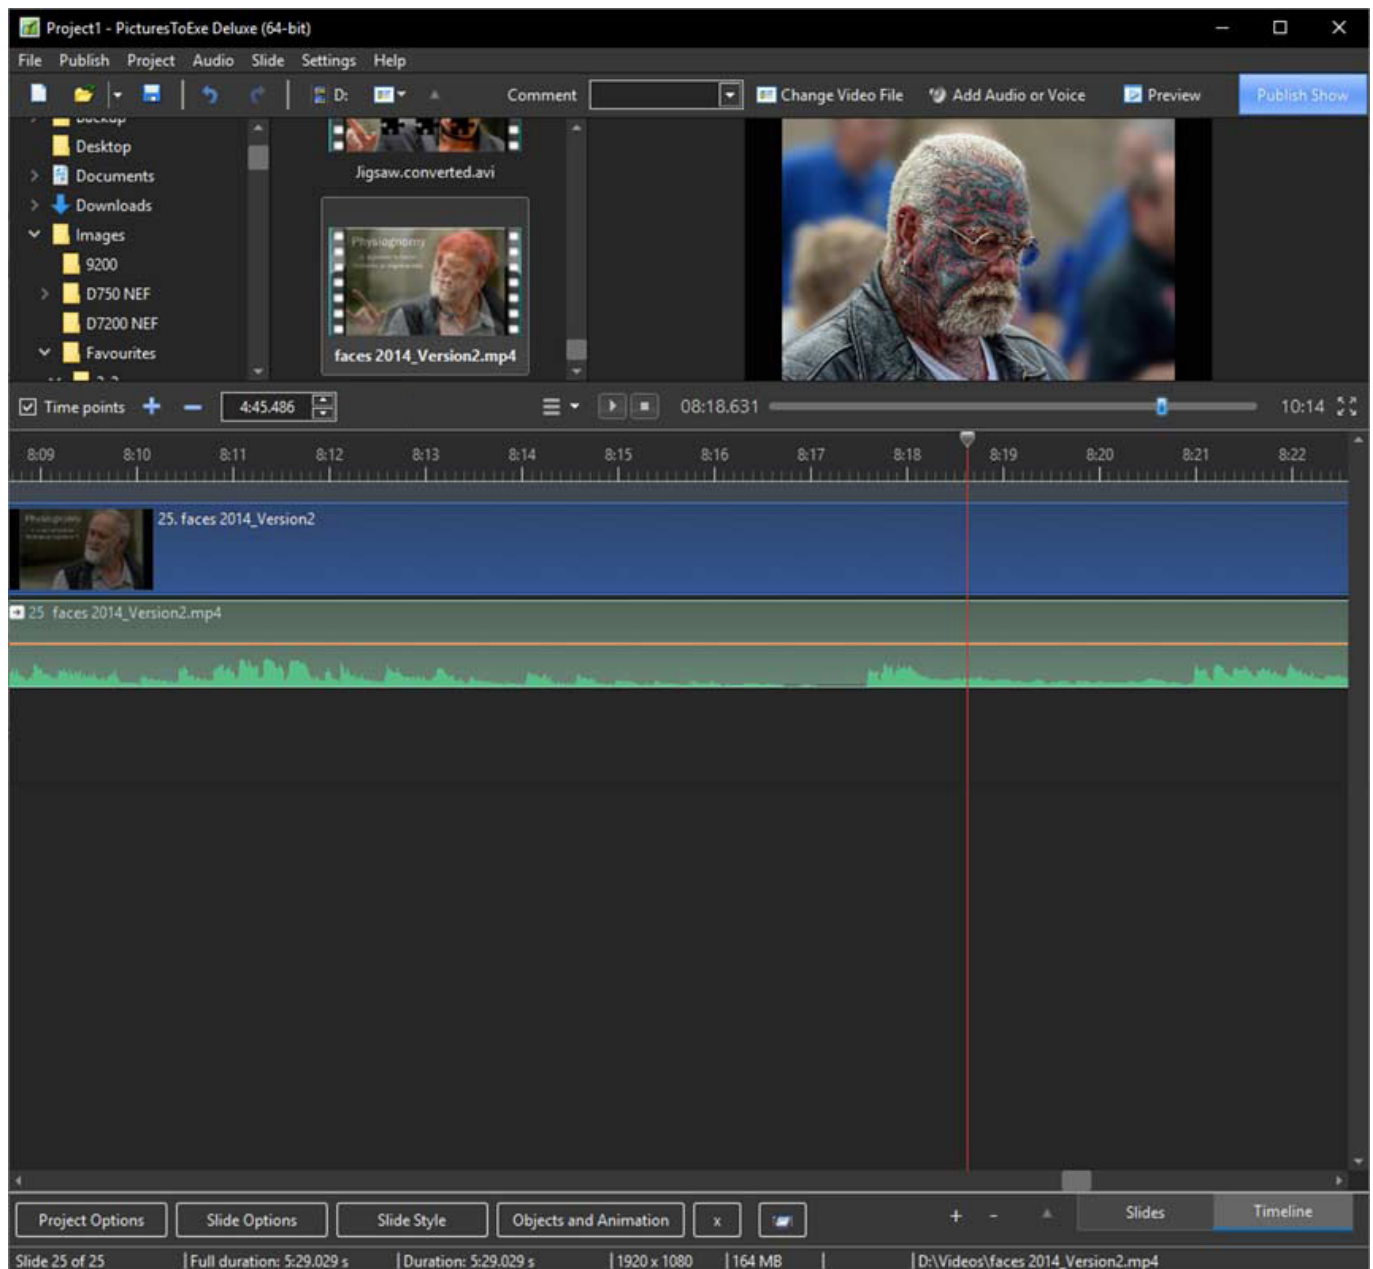 Project1 - PicturesToExe Deluxe (64-bit)
File Publish Project Audio Slide Settings Help
D: Comment Change Video File Add Audio or Voice Preview Publish Show
Backup
Desktop
Documents
Downloads
Images
9200
D750 NEF
D7200 NEF
Favourites
Jigsaw.converted.avi
Physiognomy
faces 2014_Version2.mp4
Time points 4:45.486 08:18.631 10:14
8:09 8:10 8:11 8:12 8:13 8:14 8:15 8:16 8:17 8:18 8:19 8:20 8:21 8:22
Physiognomy
25. faces 2014_Version2
25 faces 2014_Version2.mp4
Project Options Slide Options Slide Style Objects and Animation x + - Slides Timeline
Slide 25 of 25 Full duration: 5:29.029 s Duration: 5:29.029 s 1920 x 1080 164 MB D:\Videos\faces 2014_Version2.mp4